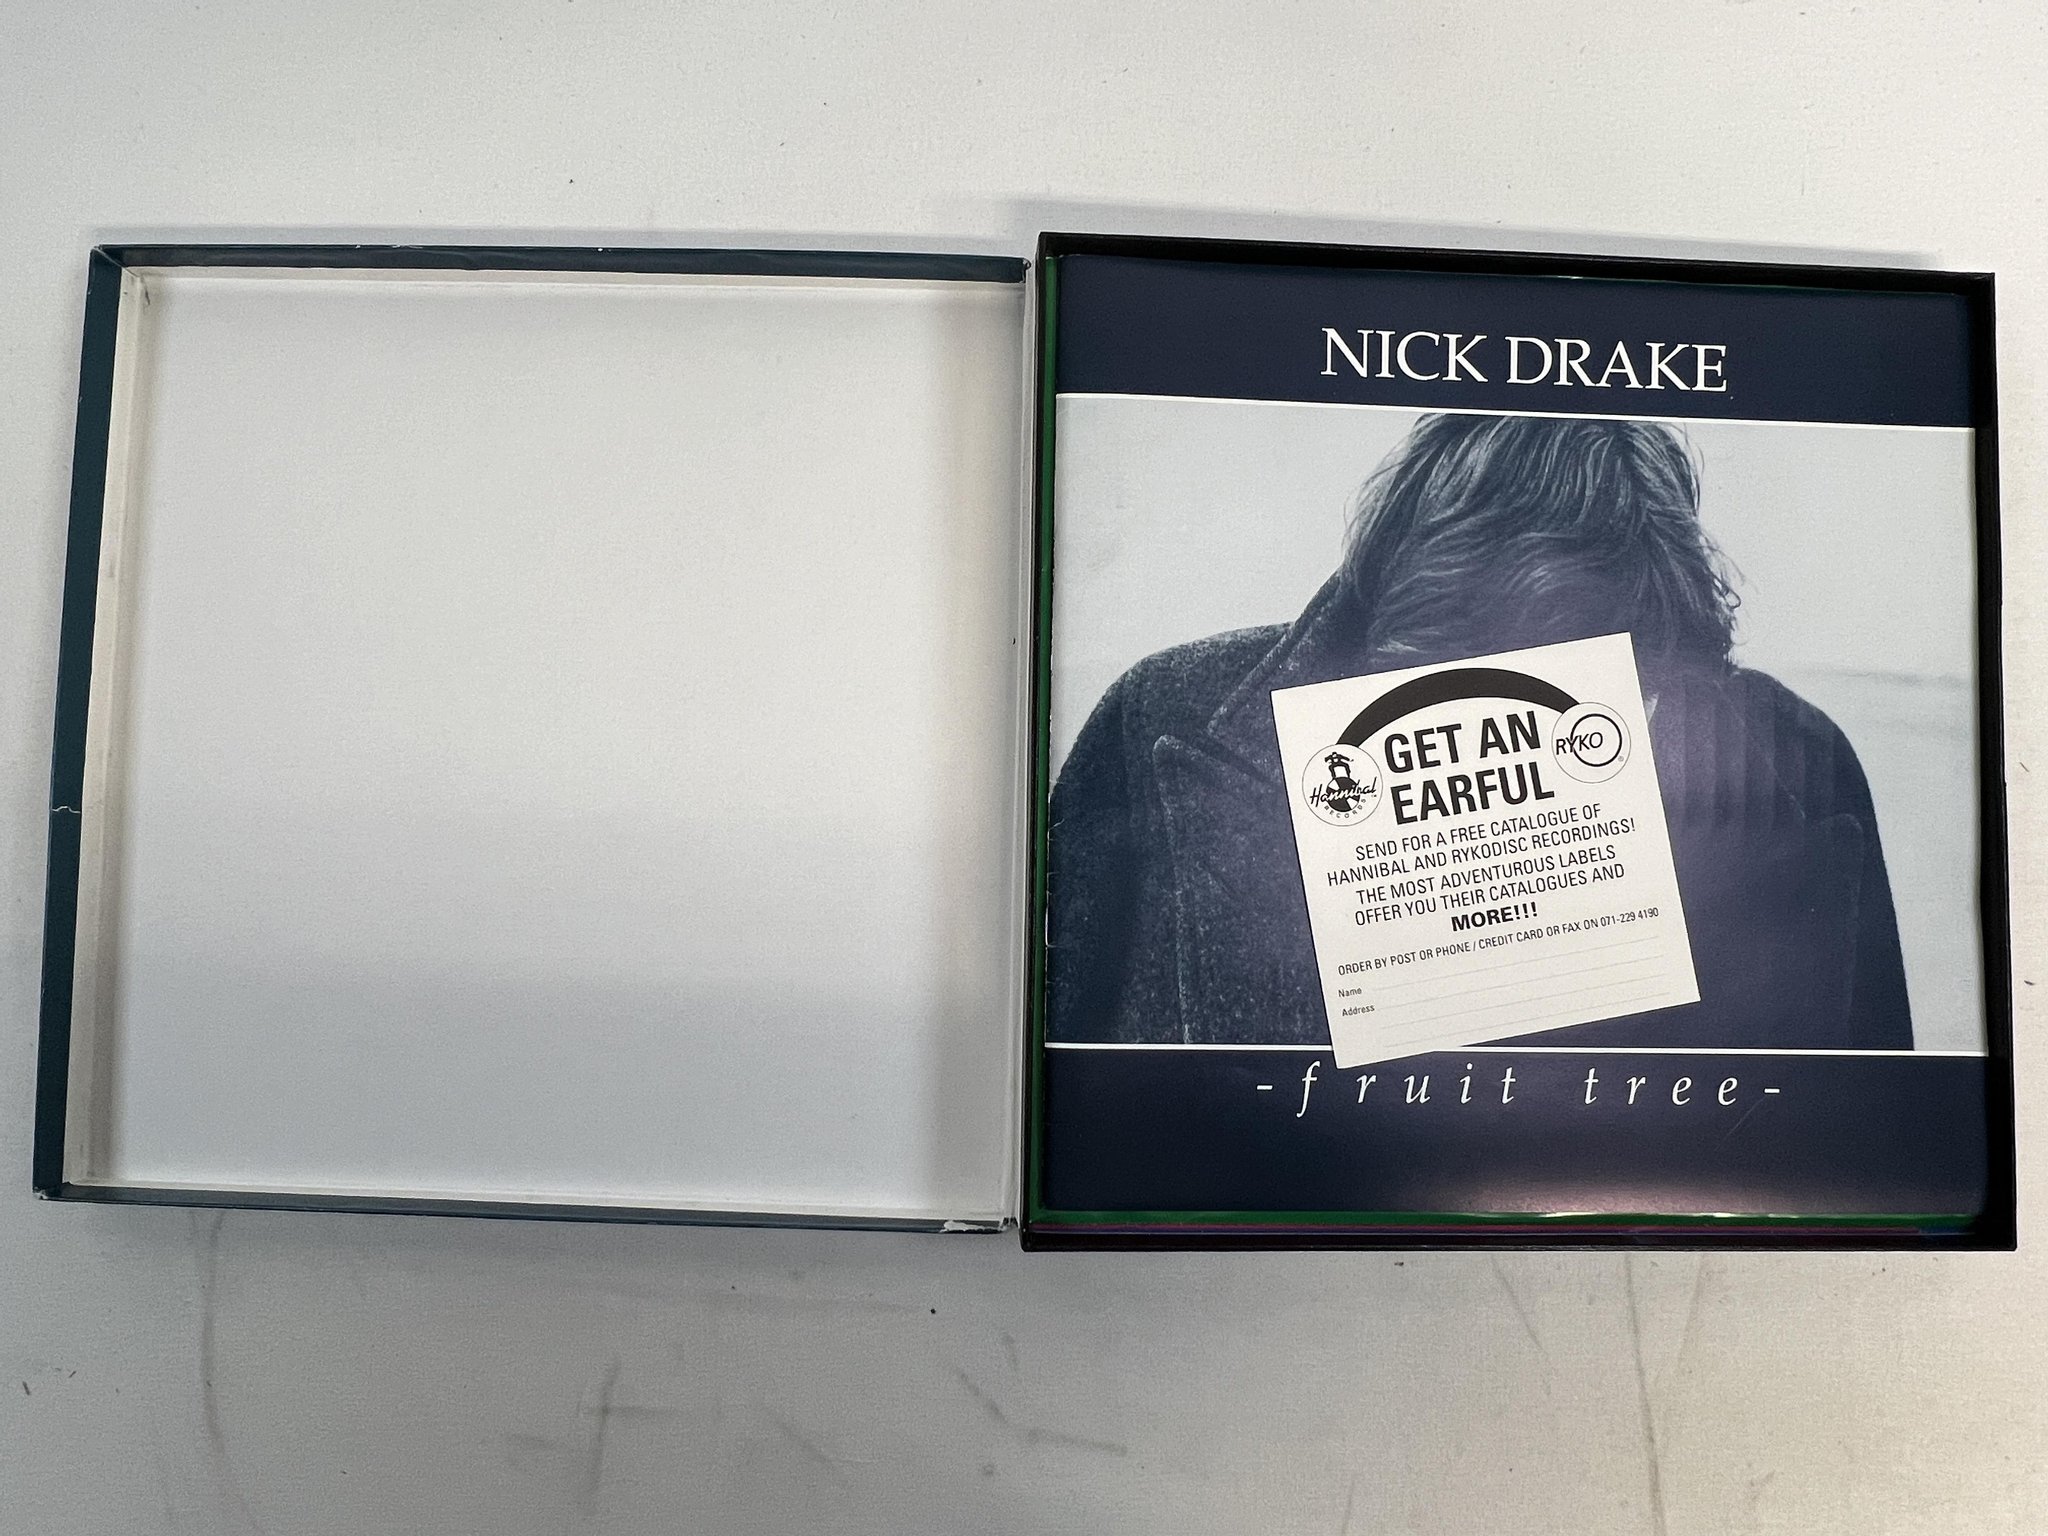 NICK DRAKE
GET AN
EARFUL
Hannibal
RECORDS
RYKO
SEND FOR A FREE CATALOGUE OF
HANNIBAL AND RYKODISC RECORDINGS!
THE MOST ADVENTUROUS LABELS
OFFER YOU THEIR CATALOGUES AND
MORE!!!
ORDER BY POST OR PHONE / CREDIT CARD OR FAX ON 071-229 4190
Name
Address
-fruit tree-